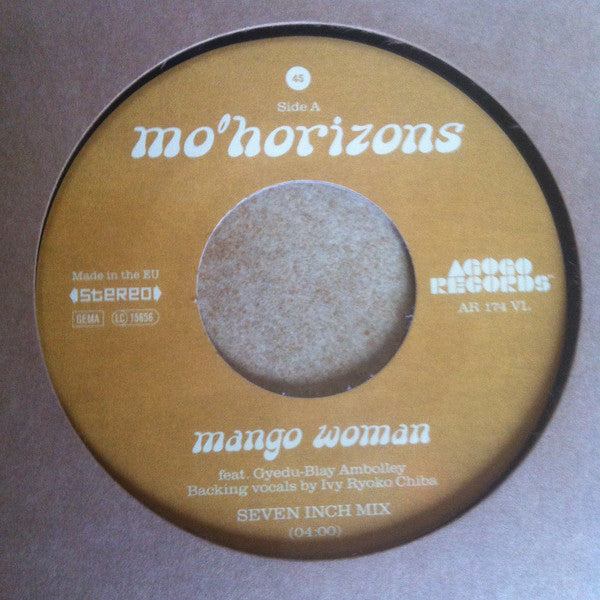 45
Side A
mo'horizons
Made in the EU
stereo
GEMA LC 15656
AGOGO
RECORDS™
AR 174 VL
mango woman
feat. Gyedu-Blay Ambolley
Backing vocals by Ivy Ryoko Chiba
SEVEN INCH MIX
(04:00)